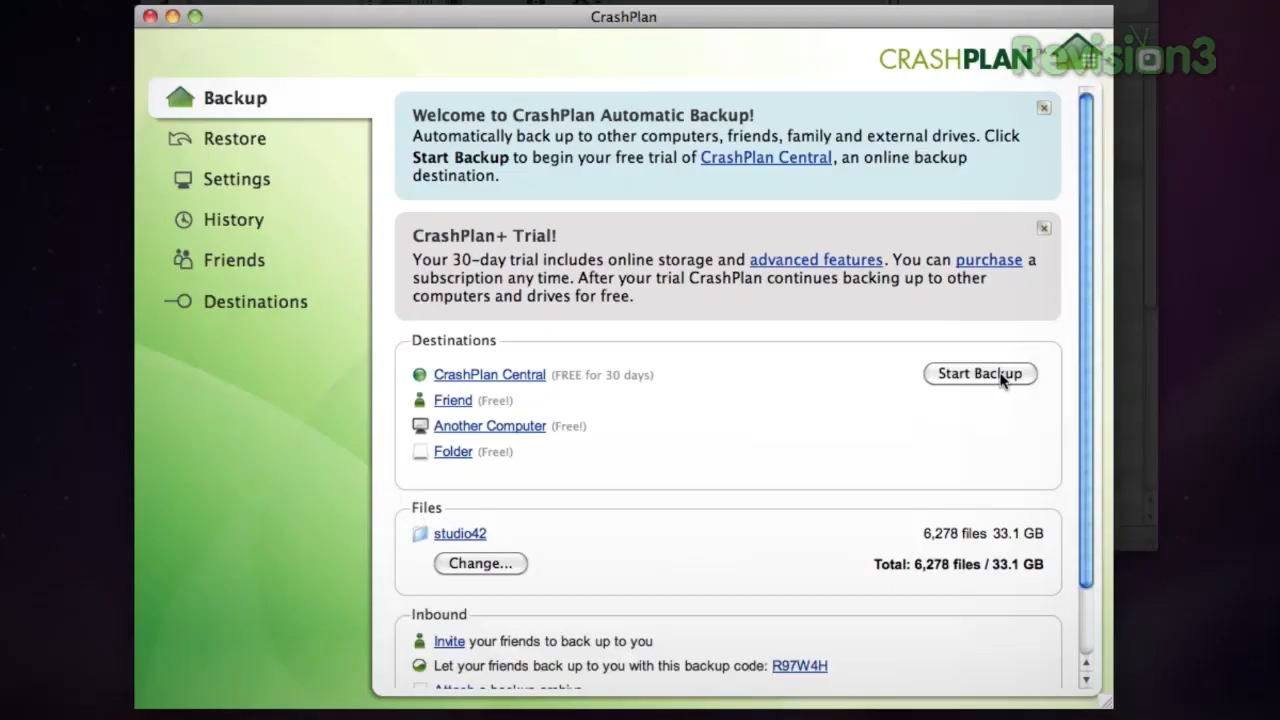 CrashPlan
CRASHPLAN
Revision3
Backup
Restore
Settings
History
Friends
Destinations
Welcome to CrashPlan Automatic Backup!
Automatically back up to other computers, friends, family and external drives. Click
Start Backup to begin your free trial of CrashPlan Central, an online backup
destination.
CrashPlan+ Trial!
Your 30-day trial includes online storage and advanced features. You can purchase a
subscription any time. After your trial CrashPlan continues backing up to other
computers and drives for free.
Destinations
CrashPlan Central (FREE for 30 days)
Start Backup
Friend (Free!)
Another Computer (Free!)
Folder (Free!)
Files
studio42 6,278 files 33.1 GB
Change... Total: 6,278 files / 33.1 GB
Inbound
Invite your friends to back up to you
Let your friends back up to you with this backup code: R97W4H
Attach a backup archive